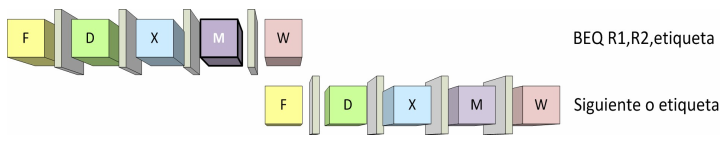 F D X M W BEQ R1,R2,etiqueta
F D X M W Siguiente o etiqueta